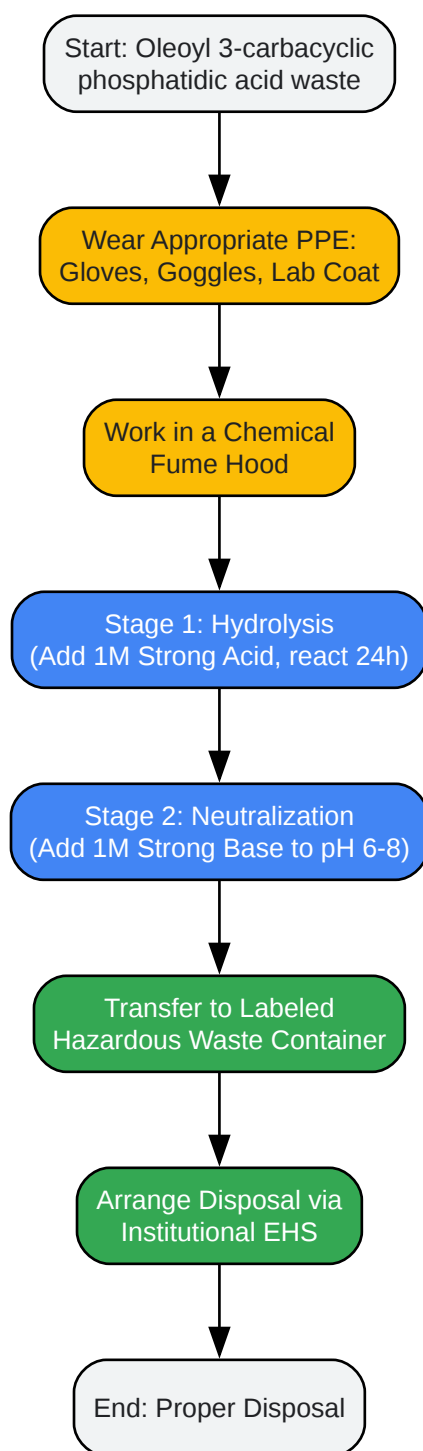 Start: Oleoyl 3-carbacyclic
phosphatidic acid waste
Wear Appropriate PPE:
Gloves, Goggles, Lab Coat
Work in a Chemical
Fume Hood
Stage 1: Hydrolysis
(Add 1M Strong Acid, react 24h)
Stage 2: Neutralization
(Add 1M Strong Base to pH 6-8)
Transfer to Labeled
Hazardous Waste Container
Arrange Disposal via
Institutional EHS
End: Proper Disposal